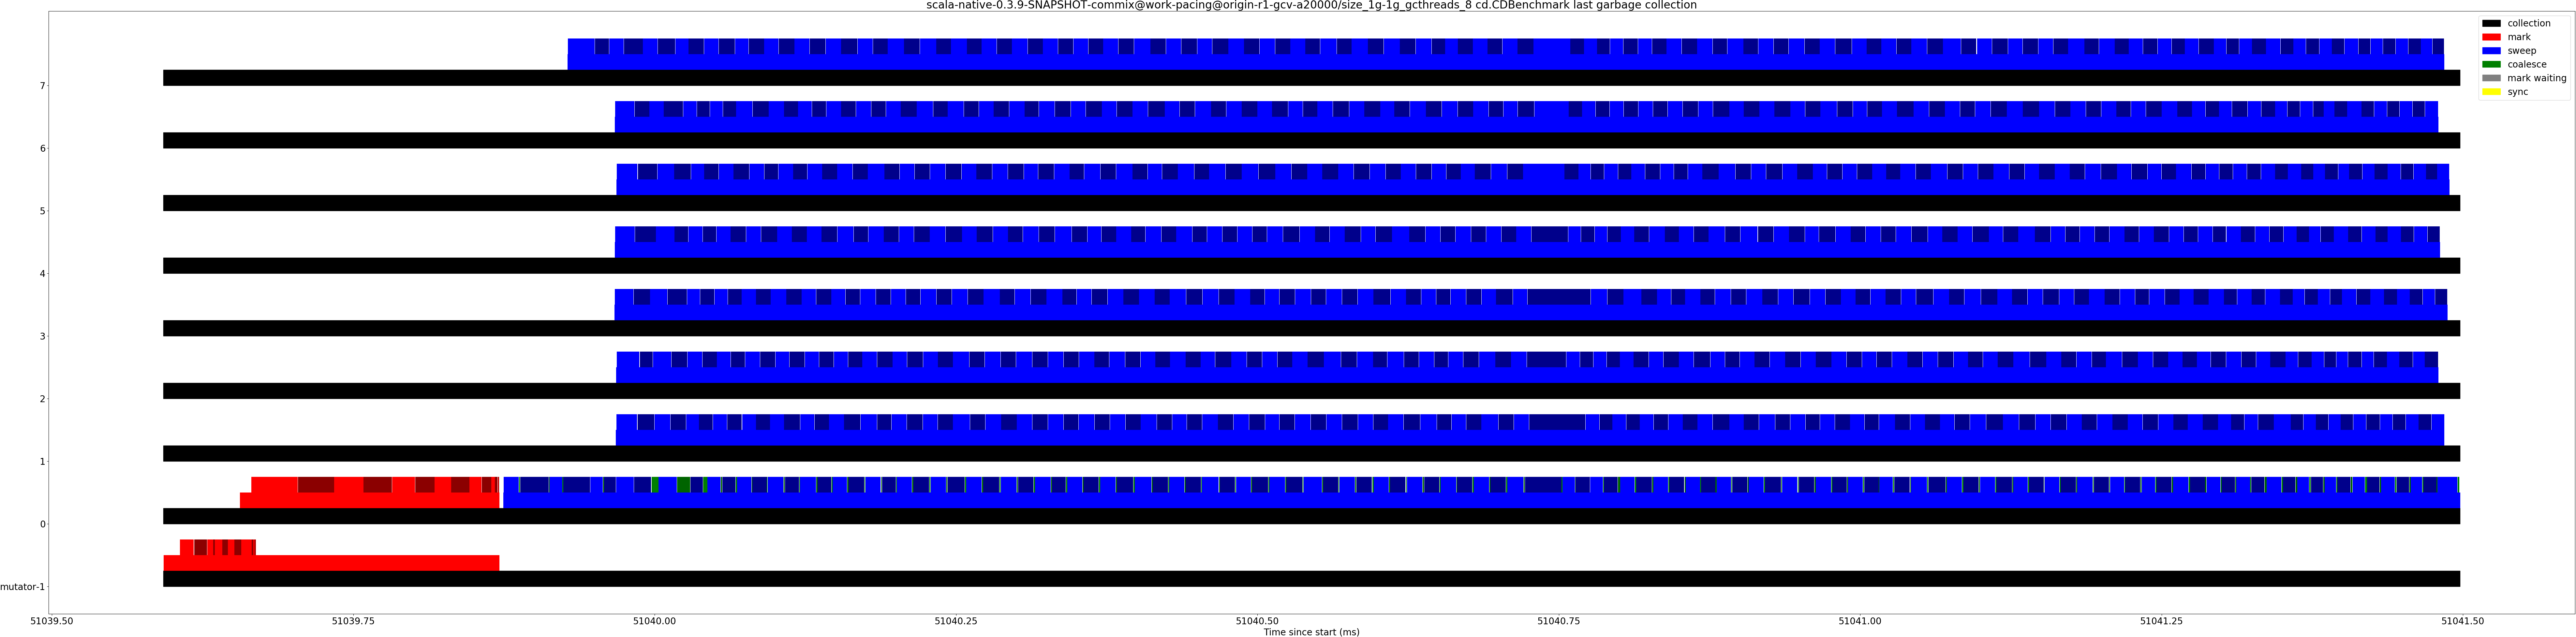 scala-native-0.3.9-SNAPSHOT-commix@work-pacing@origin-r1-gcv-a20000/size_1g-1g_gcthreads_8 cd.CDBenchmark last garbage collection
collection
mark
sweep
coalesce
mark waiting
sync
7
6
5
4
3
2
1
0
mutator-1
51039.50 51039.75 51040.00 51040.25 51040.50 51040.75 51041.00 51041.25 51041.50
Time since start (ms)